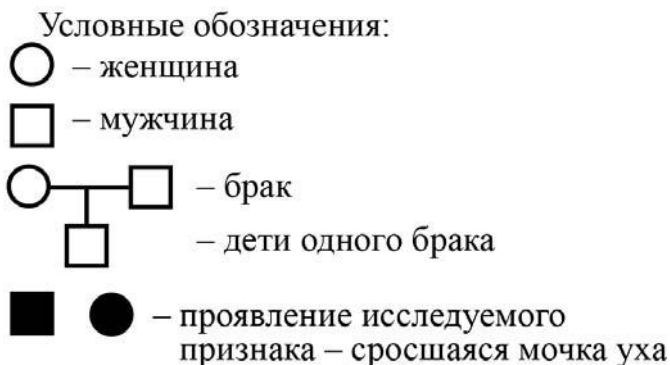 Условные обозначения:
– женщина
– мужчина
– брак
– дети одного брака
– проявление исследуемого
признака – сросшаяся мочка уха